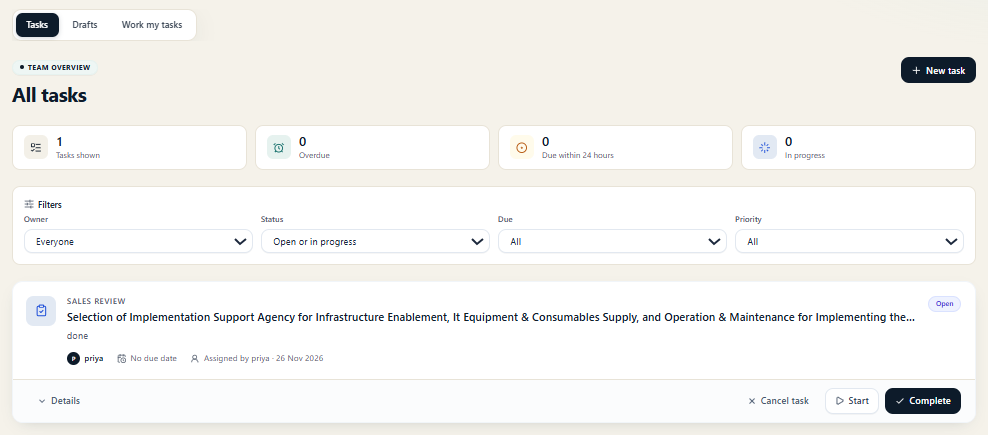 Tasks
Drafts
Work my tasks
TEAM OVERVIEW
All tasks
+ New task
1
Tasks shown
0
Overdue
0
Due within 24 hours
0
In progress
Filters
Owner
Everyone
Status
Open or in progress
Due
All
Priority
All
SALES REVIEW
Open
Selection of Implementation Support Agency for Infrastructure Enablement, It Equipment & Consumables Supply, and Operation & Maintenance for Implementing the...
done
P
priya
No due date
Assigned by priya · 26 Nov 2026
Details
Cancel task
Start
Complete